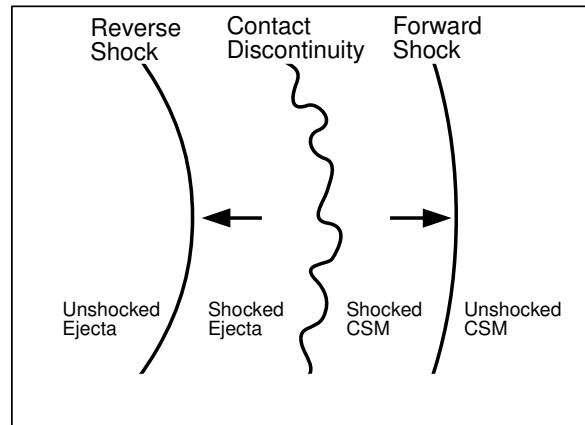 Reverse
Shock
Contact
Discontinuity
Forward
Shock
Unshocked
Ejecta
Shocked
Ejecta
Shocked
CSM
Unshocked
CSM